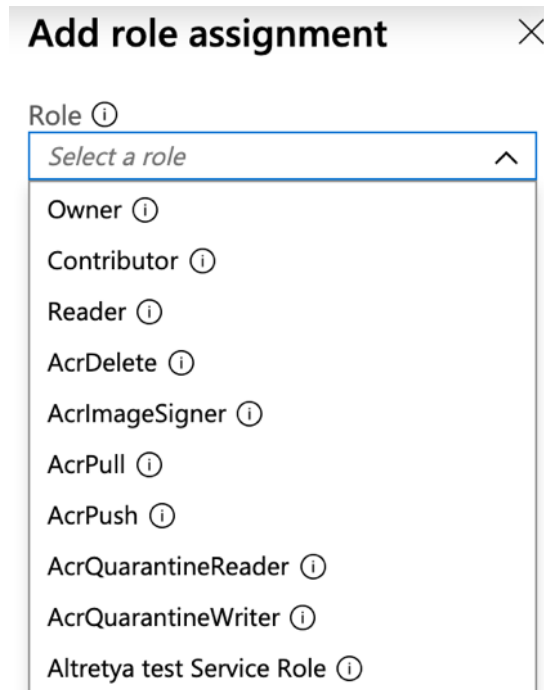 Add role assignment
Role
Select a role
Owner
Contributor
Reader
AcrDelete
AcrImageSigner
AcrPull
AcrPush
AcrQuarantineReader
AcrQuarantineWriter
Altretya test Service Role